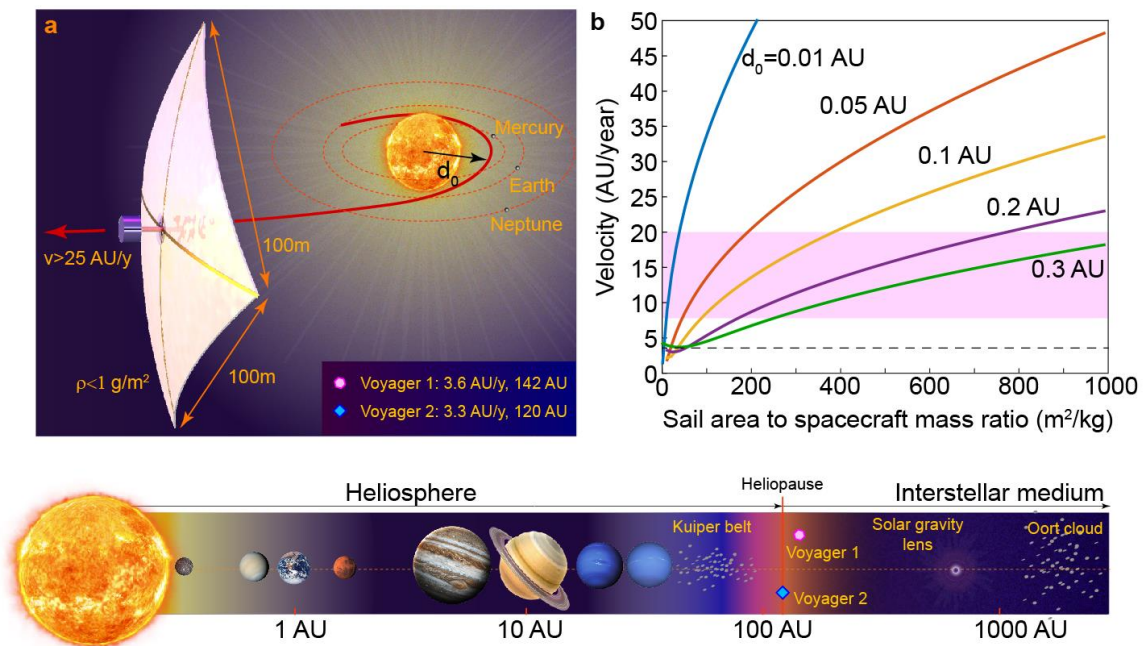 a
Mercury
d₀
Earth
Neptune
100m
v>25 AU/y
100m
ρ<1 g/m²
Voyager 1: 3.6 AU/y, 142 AU
Voyager 2: 3.3 AU/y, 120 AU
b
Velocity (AU/year)
50
45
40
35
30
25
20
15
10
5
0
d₀=0.01 AU
0.05 AU
0.1 AU
0.2 AU
0.3 AU
0 200 400 600 800 1000
Sail area to spacecraft mass ratio (m²/kg)
Heliosphere
Heliopause
Interstellar medium
Kuiper belt
Voyager 1
Voyager 2
Solar gravity
lens
Oort cloud
1 AU 10 AU 100 AU 1000 AU